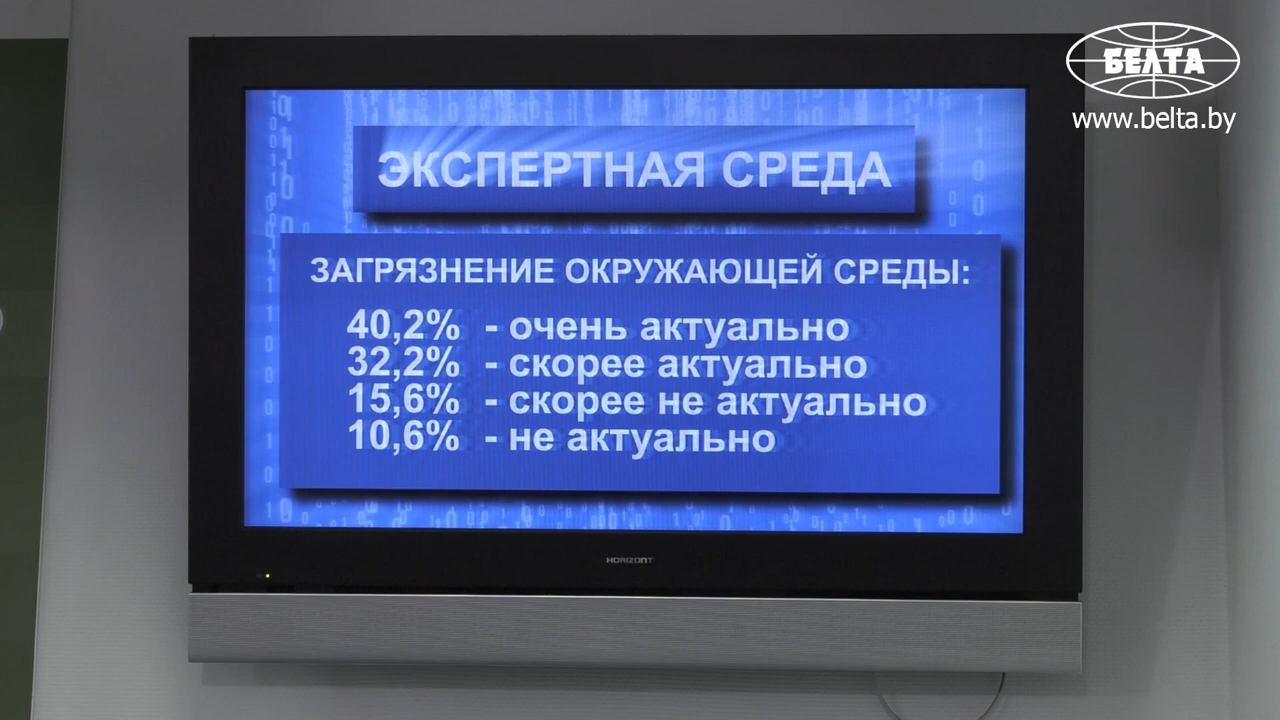 БЕЛТА
www.belta.by
ЭКСПЕРТНАЯ СРЕДА
ЗАГРЯЗНЕНИЕ ОКРУЖАЮЩЕЙ СРЕДЫ:
40,2% - очень актуально
32,2% - скорее актуально
15,6% - скорее не актуально
10,6% - не актуально
HORIZONT